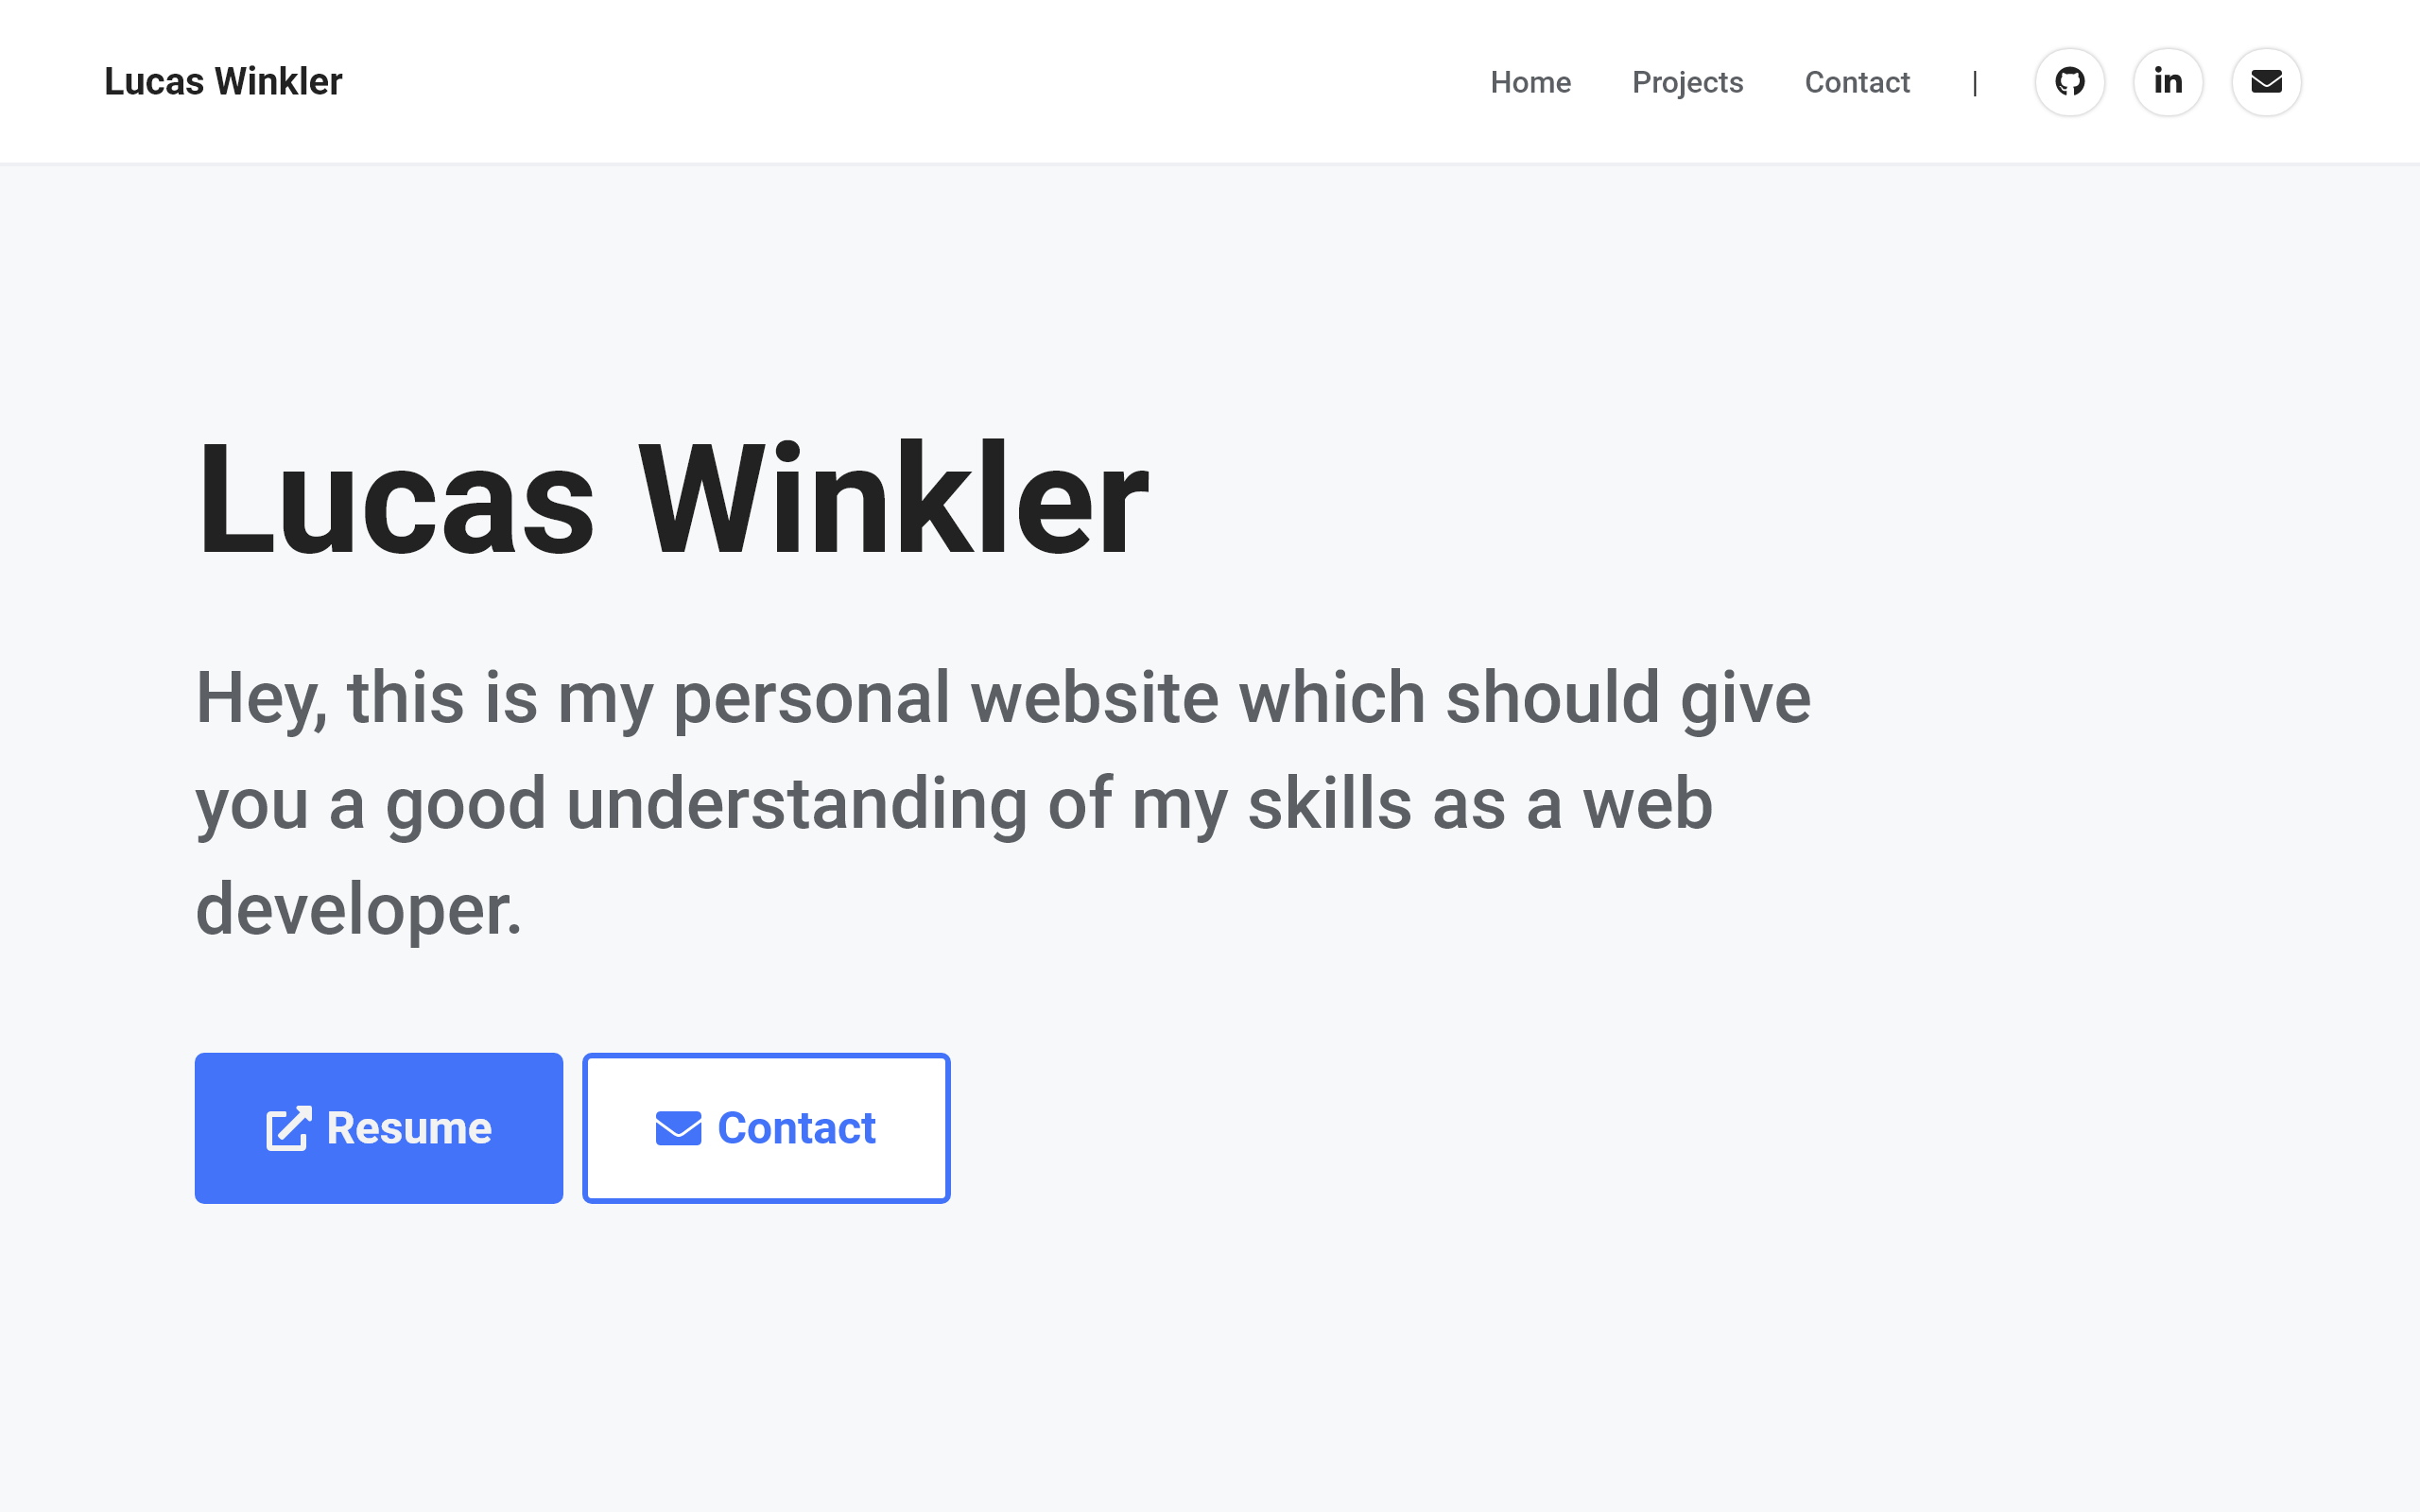 Lucas Winkler
Home Projects Contact | in
Lucas Winkler
Hey, this is my personal website which should give
you a good understanding of my skills as a web
developer.
Resume Contact